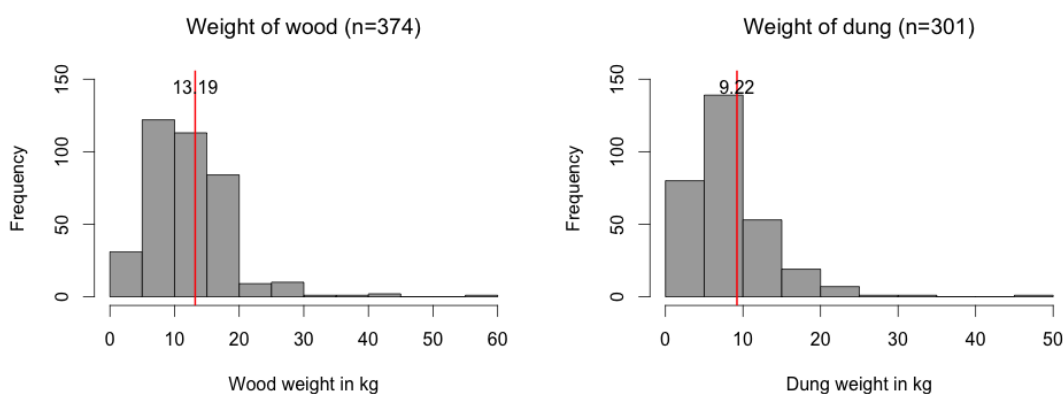 Weight of wood (n=374)
13.19
Frequency
0
50
100
150
0 10 20 30 40 50 60
Wood weight in kg
Weight of dung (n=301)
9.22
Frequency
0
50
100
150
0 10 20 30 40 50
Dung weight in kg